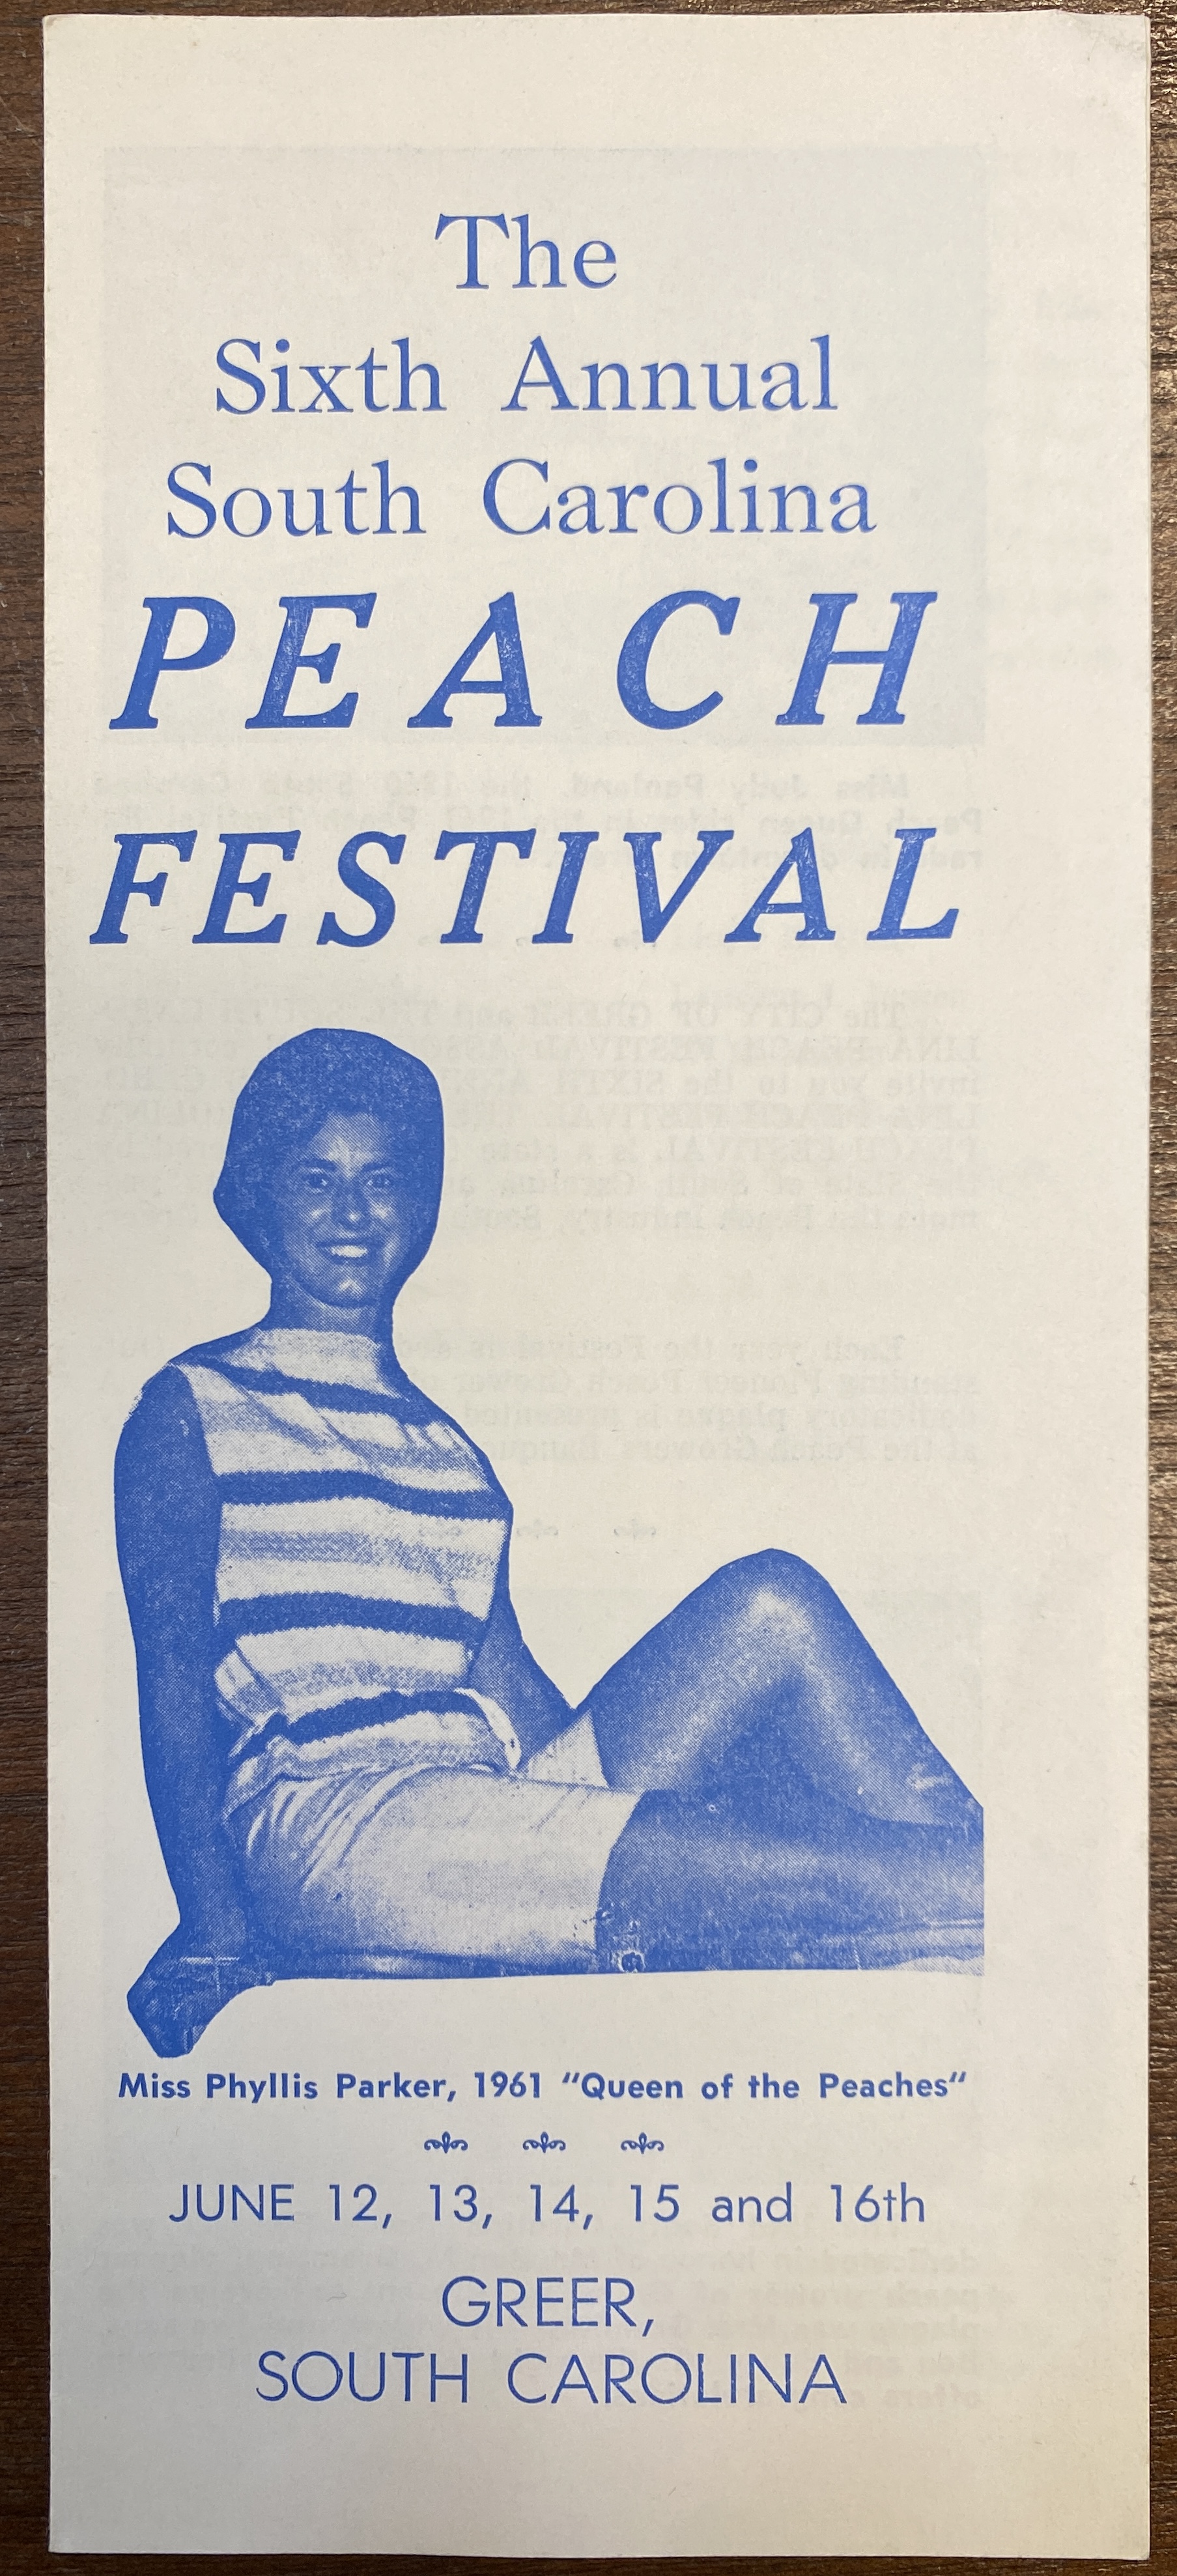 The
Sixth Annual
South Carolina
PEACH
FESTIVAL
Miss Phyllis Parker, 1961 “Queen of the Peaches“
JUNE 12, 13, 14, 15 and 16th
GREER,
SOUTH CAROLINA